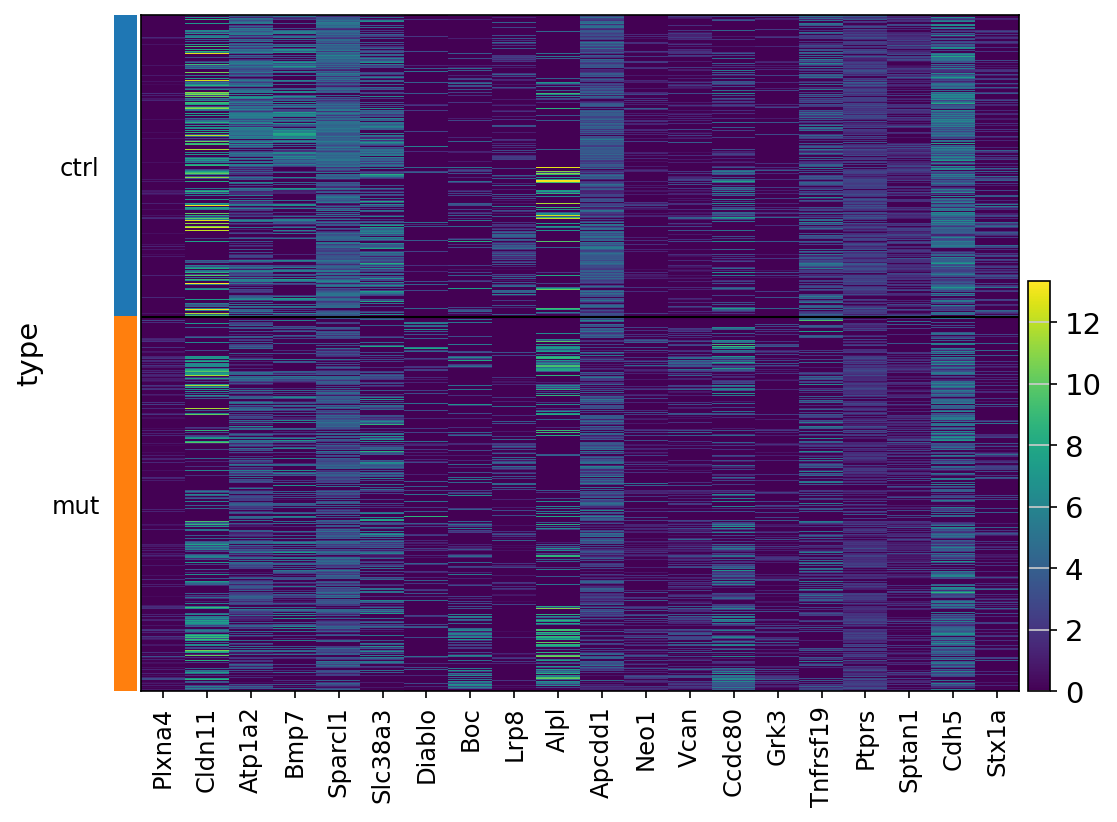 ctrl
mut
type
12
10
8
6
4
2
0
Plxna4
Cldn11
Atp1a2
Bmp7
Sparcl1
Slc38a3
Diablo
Boc
Lrp8
Alpl
Apcdd1
Neo1
Vcan
Ccdc80
Grk3
Tnfrsf19
Ptprs
Sptan1
Cdh5
Stx1a